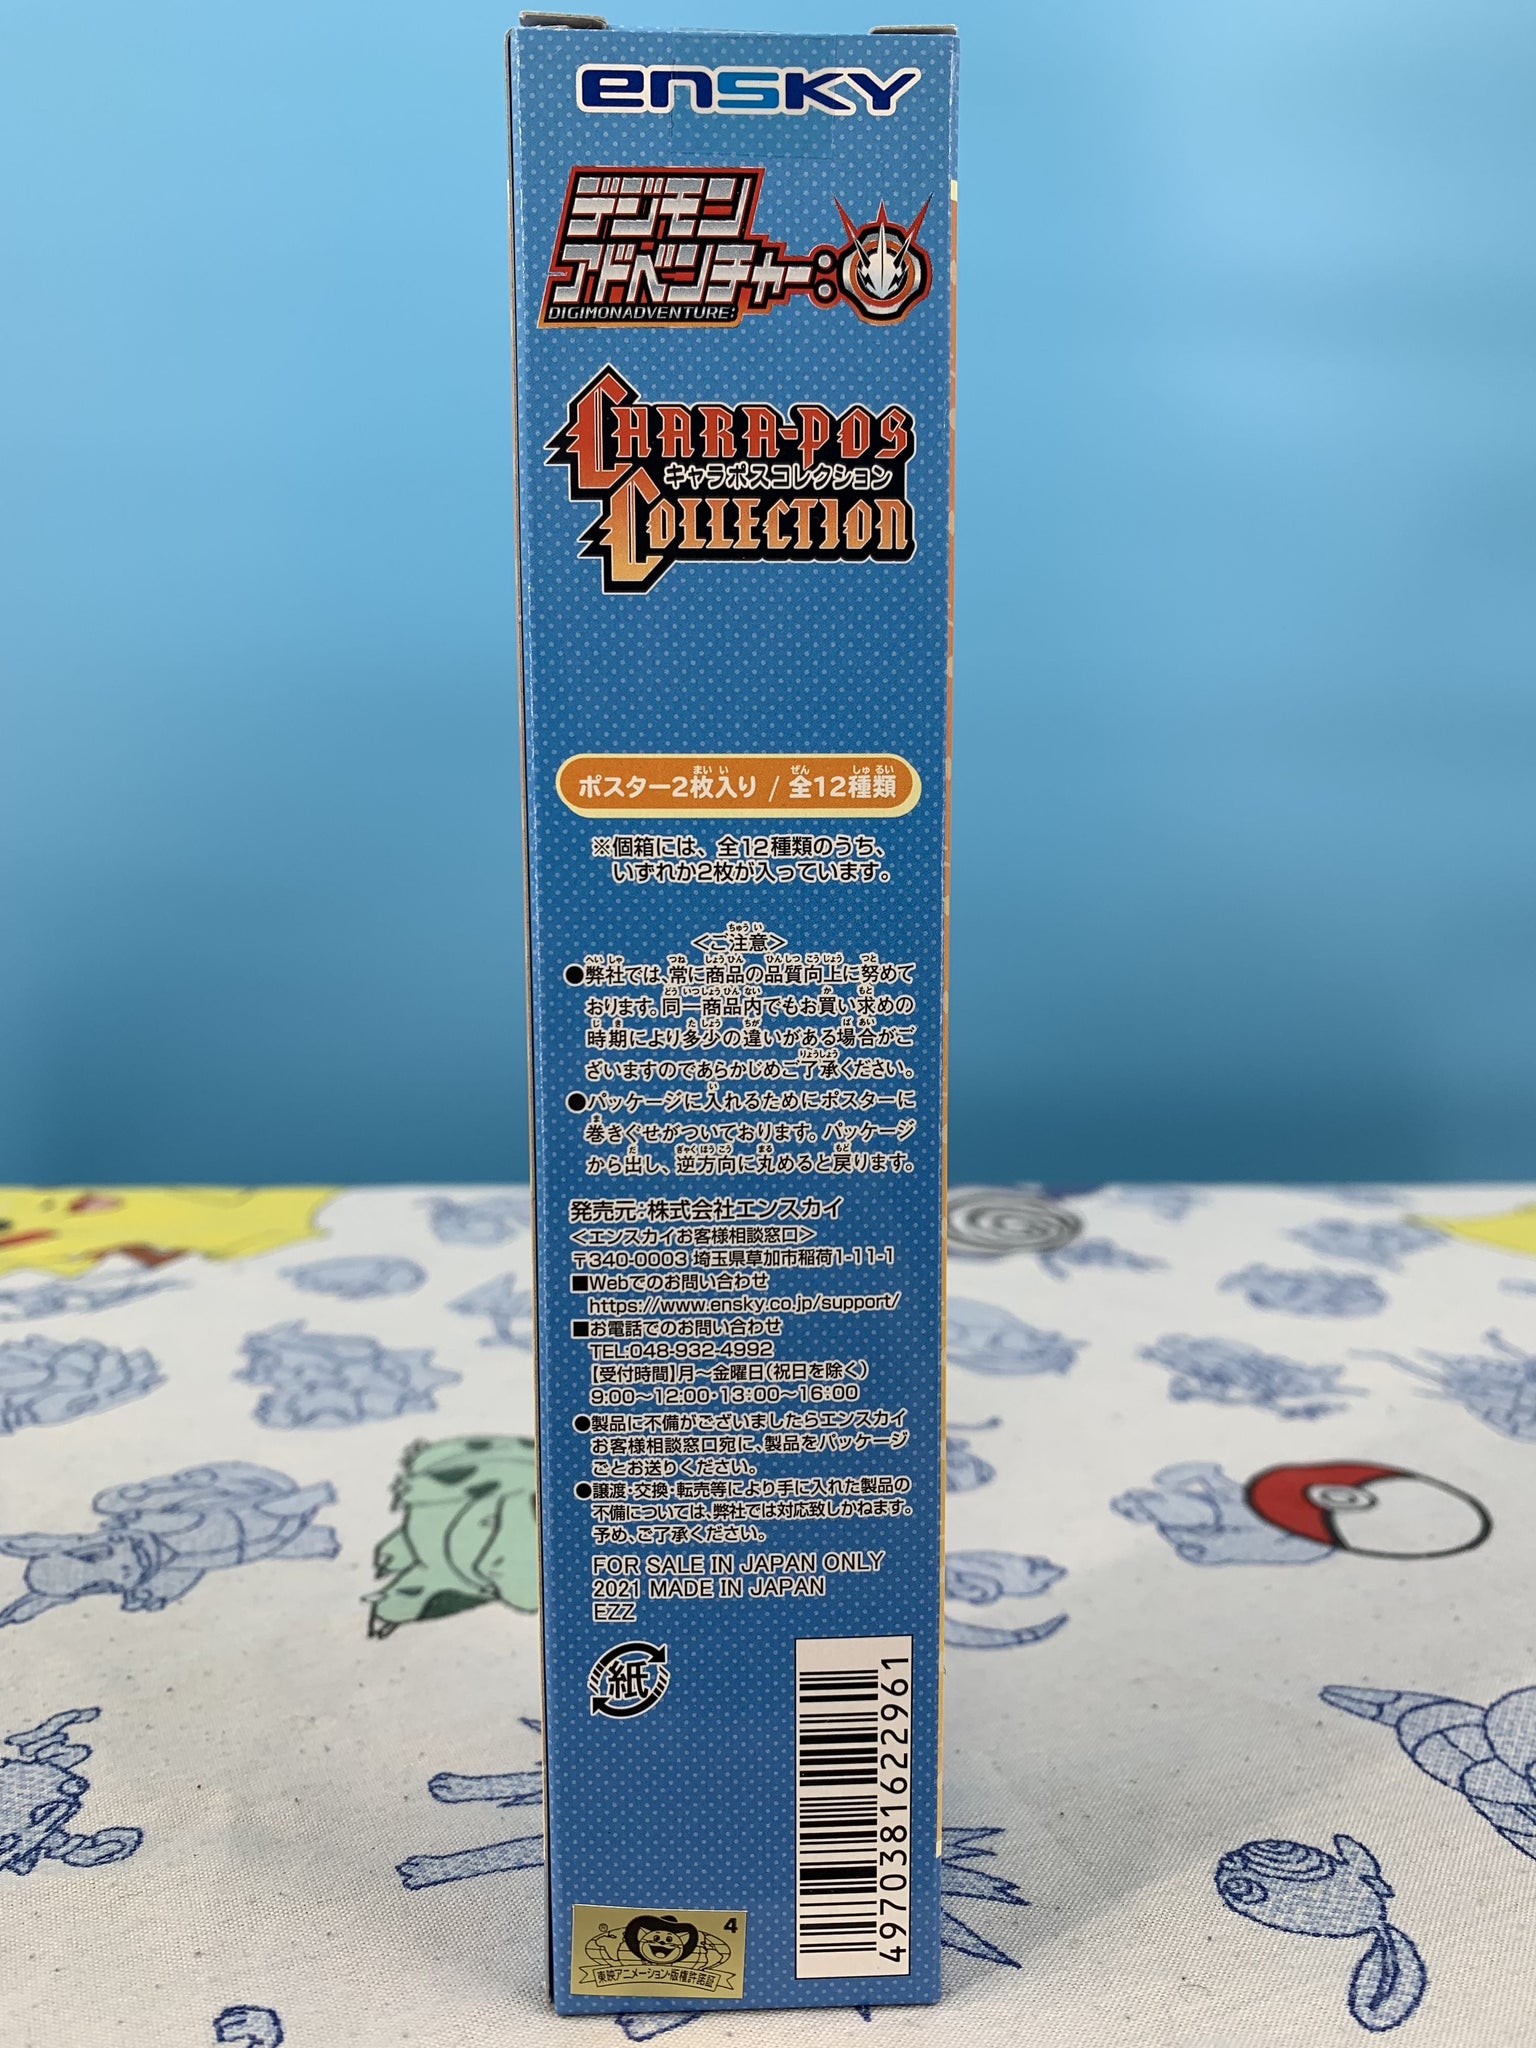 ensky
デジモン
アドベンチャー:
DIGIMONADVENTURE:
CHARA-POS
キャラポスコレクション
COLLECTION
ポスター2枚入り / 全12種類
※個箱には、全12種類のうち、
いずれか2枚が入っています。
<ご注意>
●弊社では、常に商品の品質向上に努めて
おります。同一商品内でもお買い求めの
時期により多少の違いがある場合がご
ざいますのであらかじめご了承ください。
●パッケージに入れるためにポスターに
巻きぐせがついております。パッケージ
から出し、逆方向に丸めると戻ります。
発売元:株式会社エンスカイ
<エンスカイお客様相談窓口>
〒340-0003 埼玉県草加市稲荷1-11-1
■Webでのお問い合わせ
https://www.ensky.co.jp/support/
■お電話でのお問い合わせ
TEL:048-932-4992
【受付時間】月〜金曜日(祝日を除く)
9:00〜12:00・13:00〜16:00
●製品に不備がございましたらエンスカイ
お客様相談窓口宛に、製品をパッケージ
ごとお送りください。
●譲渡・交換・転売等により手に入れた製品の
不備については、弊社では対応致しかねます。
予め、ご了承ください。
FOR SALE IN JAPAN ONLY
2021 MADE IN JAPAN
EZZ
紙
4970381622961
4
東映アニメーション・版権許諾証